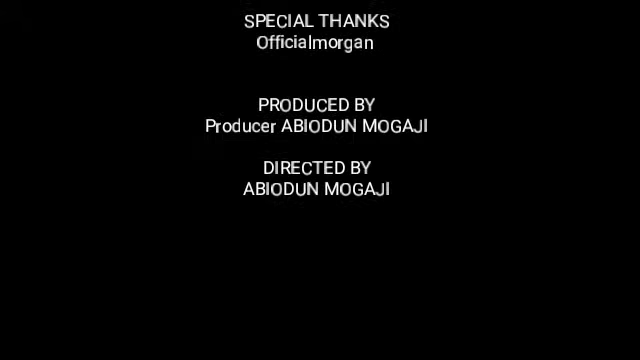 SPECIAL THANKS
Officialmorgan
PRODUCED BY
Producer ABIODUN MOGAJI
DIRECTED BY
ABIODUN MOGAJI